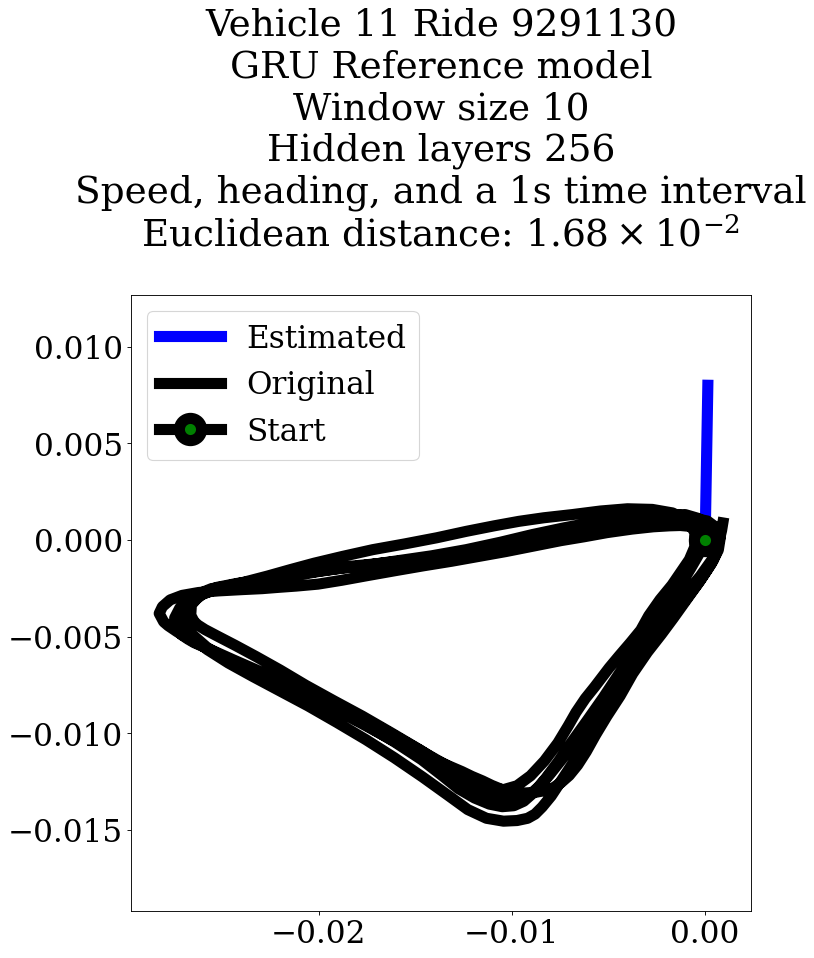 Vehicle 11 Ride 9291130
GRU Reference model
Window size 10
Hidden layers 256
Speed, heading, and a 1s time interval
Euclidean distance: 1.68 × 10⁻²
Estimated
Original
Start
0.010
0.005
0.000
−0.005
−0.010
−0.015
−0.02
−0.01
0.00